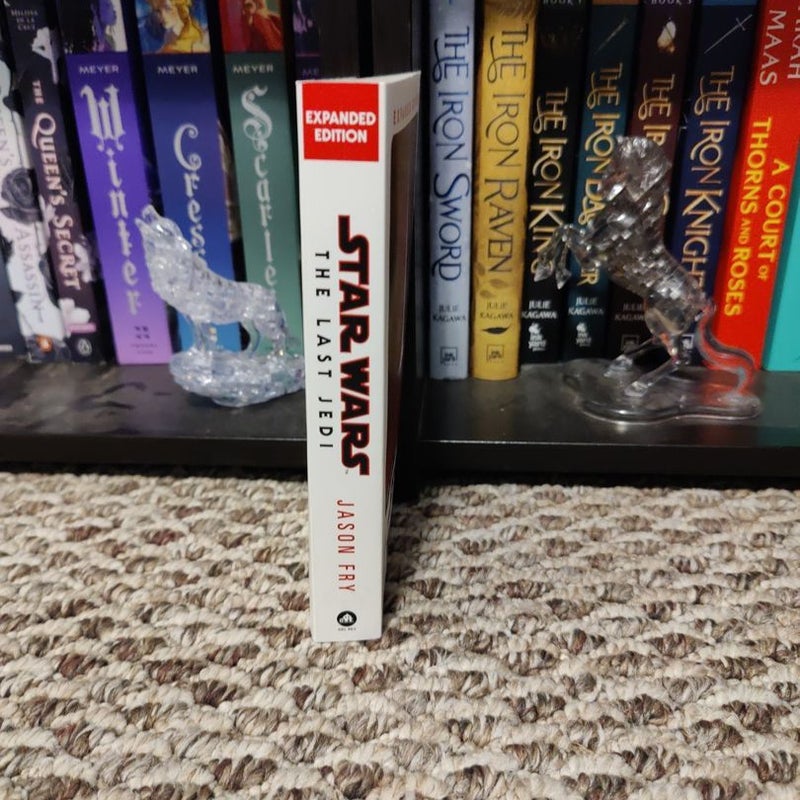 MEYER
Winter
MEYER
MEYER
THE QUEEN'S SECRET
EXPANDED
EDITION
STAR WARS
THE LAST JEDI
JASON FRY
THE IRON SWORD
JULIE
KAGAWA
THE IRON RAVEN
JULIE
KAGAWA
THE IRON KING
JULIE
KAGAWA
THE IRON
JULIE
KAGAWA
THE IRON KNIGHT
MAAS
A COURT OF
THORNS AND ROSES